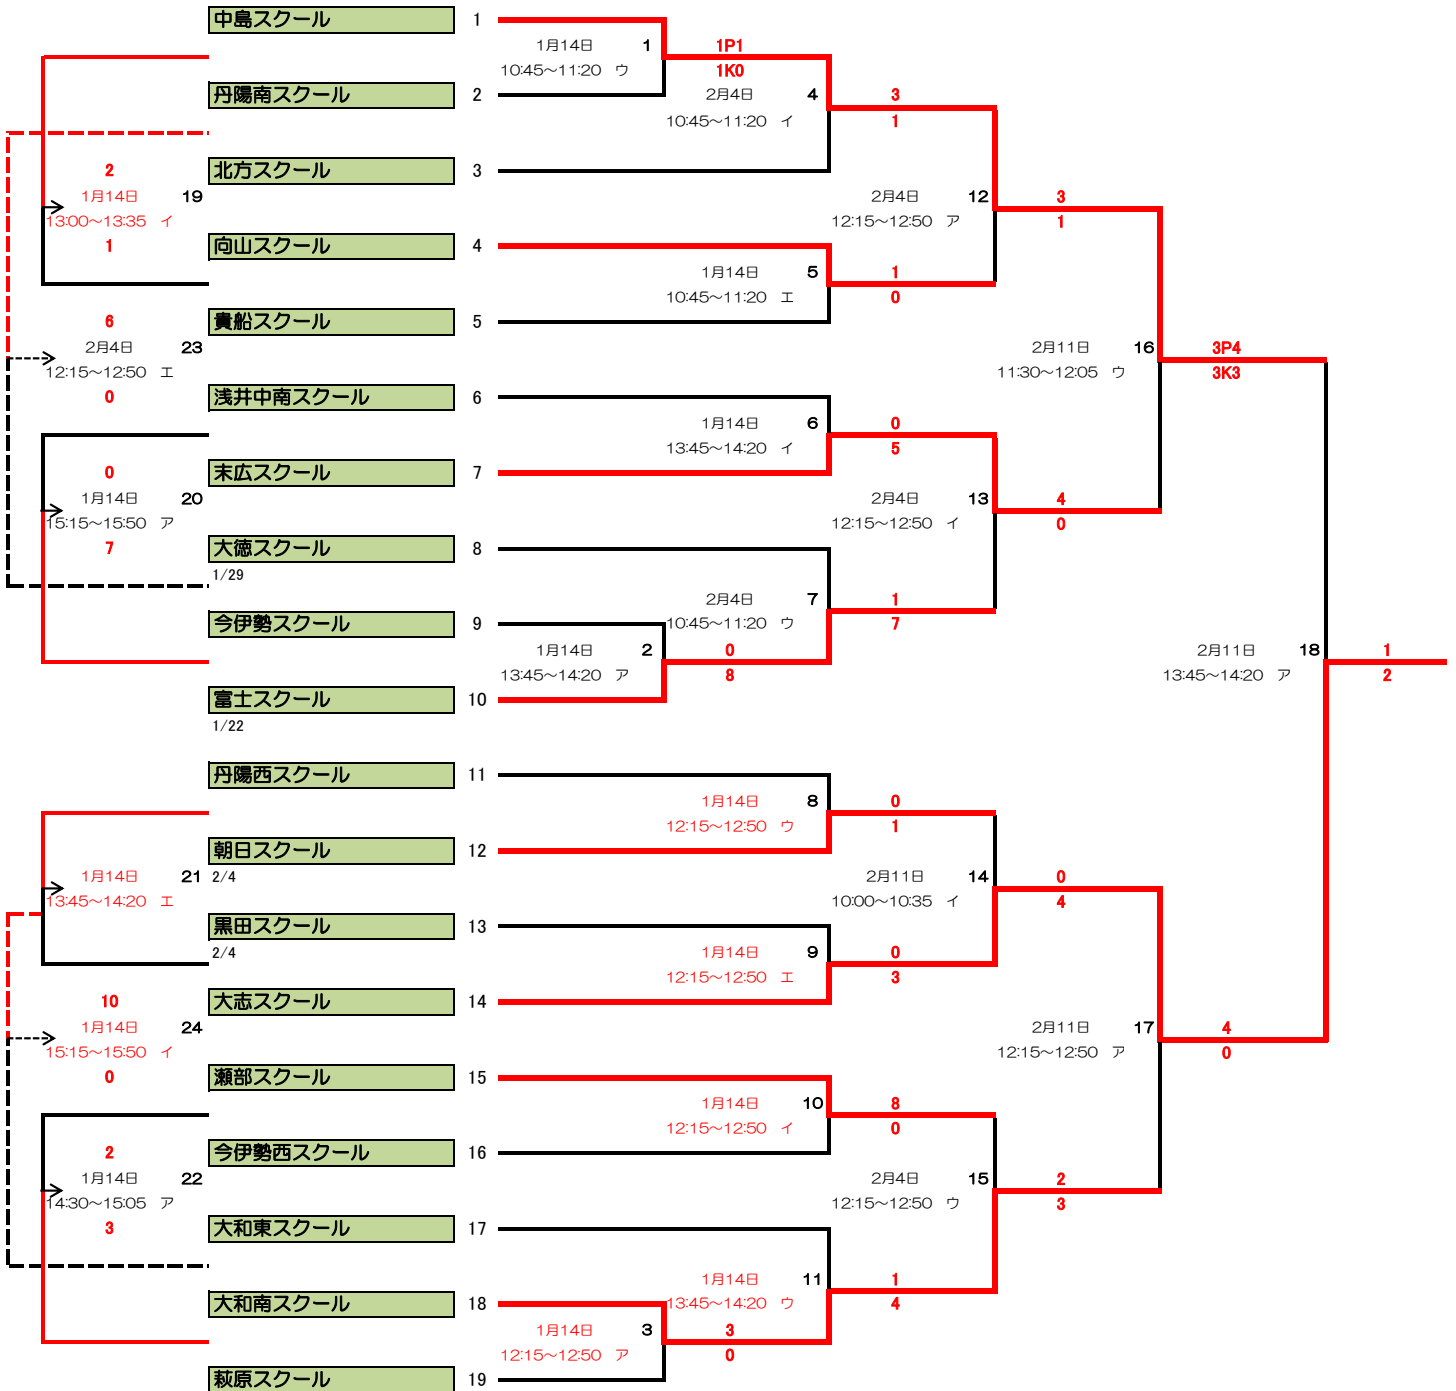 中島スクール 1
1月14日 1 1P1
10:45～11:20 ウ 1K0
丹陽南スクール 2 2月4日 4 3
10:45～11:20 イ 1
2 北方スクール 3
1月14日 19 2月4日 12 3
13:00～13:35 イ 12:15～12:50 ア 1
1 向山スクール 4
1月14日 5 1
10:45～11:20 エ 0
6 貴船スクール 5
2月4日 23 2月11日 16 3P4
12:15～12:50 エ 11:30～12:05 ウ 3K3
0 浅井中南スクール 6
1月14日 6 0
13:45～14:20 イ 5
0 末広スクール 7
1月14日 20 2月4日 13 4
15:15～15:50 ア 12:15～12:50 イ 0
7 大徳スクール 8
1/29
2月4日 7 1
今伊勢スクール 9 10:45～11:20 ウ 7
1月14日 2 0 2月11日 18 1
13:45～14:20 ア 8 13:45～14:20 ア 2
富士スクール 10
1/22
丹陽西スクール 11
1月14日 8 0
12:15～12:50 ウ 1
朝日スクール 12
1月14日 21 2/4 2月11日 14 0
13:45～14:20 エ 10:00～10:35 イ 4
黒田スクール 13
2/4 1月14日 9 0
12:15～12:50 エ 3
10 大志スクール 14
1月14日 24 2月11日 17 4
15:15～15:50 イ 12:15～12:50 ア 0
0 瀬部スクール 15
1月14日 10 8
12:15～12:50 イ 0
2 今伊勢西スクール 16
1月14日 22 2月4日 15 2
14:30～15:05 ア 12:15～12:50 ウ 3
3 大和東スクール 17
1月14日 11 1
大和南スクール 18 13:45～14:20 ウ 4
1月14日 3 3
12:15～12:50 ア 0
萩原スクール 19